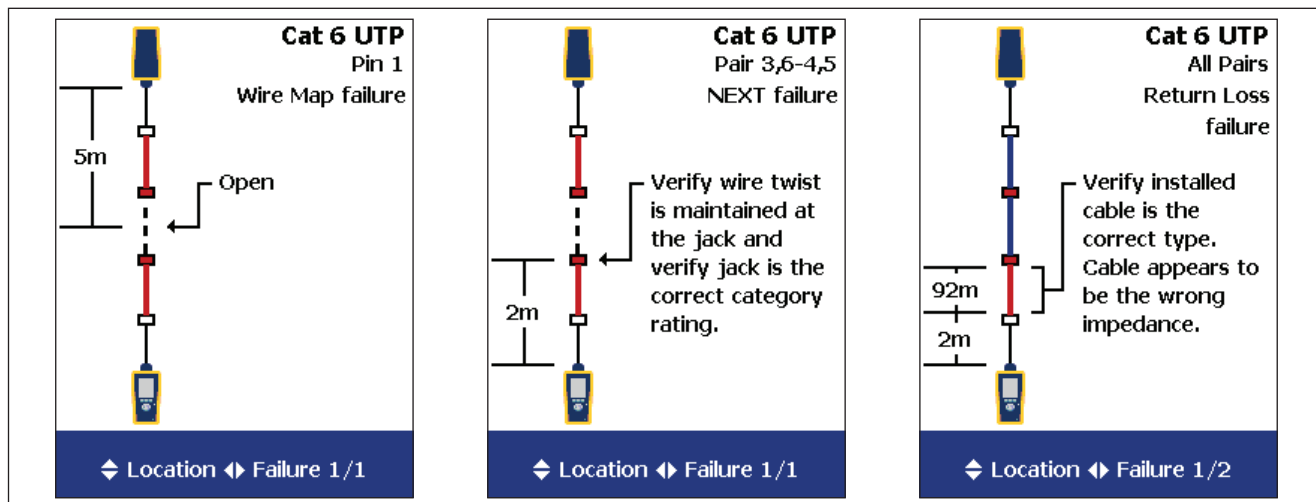 Cat 6 UTP
Pin 1
Wire Map failure
5m
Open
Location Failure 1/1
Cat 6 UTP
Pair 3,6-4,5
NEXT failure
Verify wire twist
is maintained at
the jack and
verify jack is the
correct category
rating.
2m
Location Failure 1/1
Cat 6 UTP
All Pairs
Return Loss
failure
Verify installed
cable is the
correct type.
Cable appears to
be the wrong
impedance.
92m
2m
Location Failure 1/2